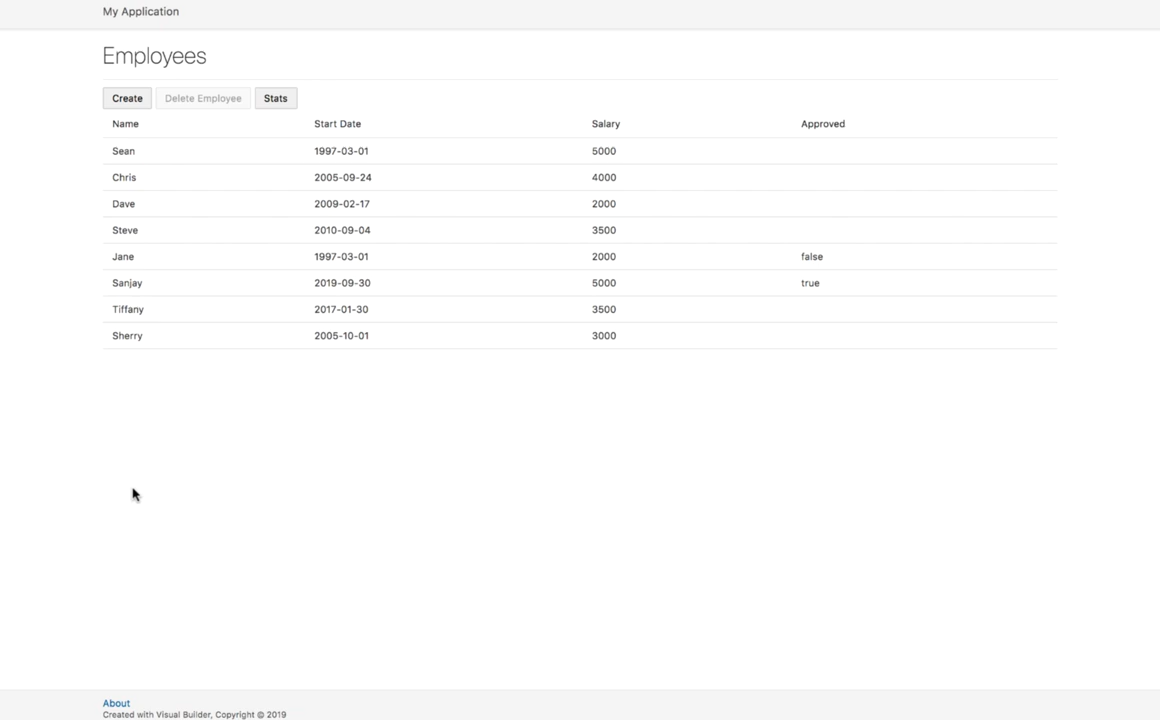 My Application
Employees
Create Delete Employee Stats
Name Start Date Salary Approved
Sean 1997-03-01 5000
Chris 2005-09-24 4000
Dave 2009-02-17 2000
Steve 2010-09-04 3500
Jane 1997-03-01 2000 false
Sanjay 2019-09-30 5000 true
Tiffany 2017-01-30 3500
Sherry 2005-10-01 3000
About
Created with Visual Builder, Copyright © 2019